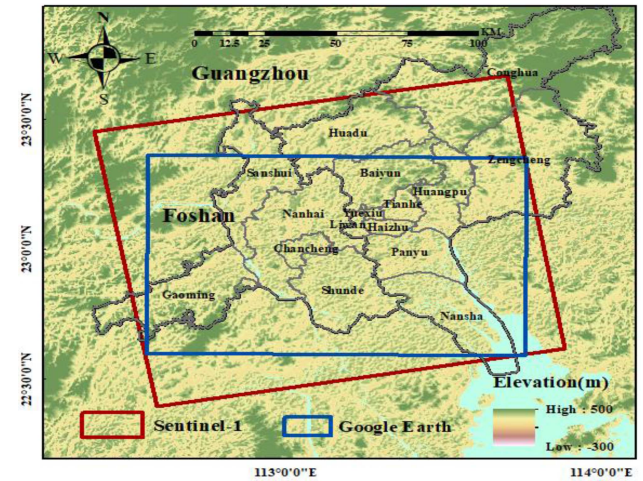 N
W E
S
0 12.5 25 50 75 100
KM
Guangzhou
Conghua
Huadu
Zengcheng
Sanshui
Baiyun
Huangpu
Tianhe
Foshan
Nanhai
Yuexiu
Liwan
Haizhu
Chancheng
Panyu
Gaoming
Shunde
Nansha
Elevation(m)
High : 500
Low : -300
Sentinel-1
Google Earth
23°30'0"N
23°0'0"N
22°30'0"N
113°0'0"E
114°0'0"E